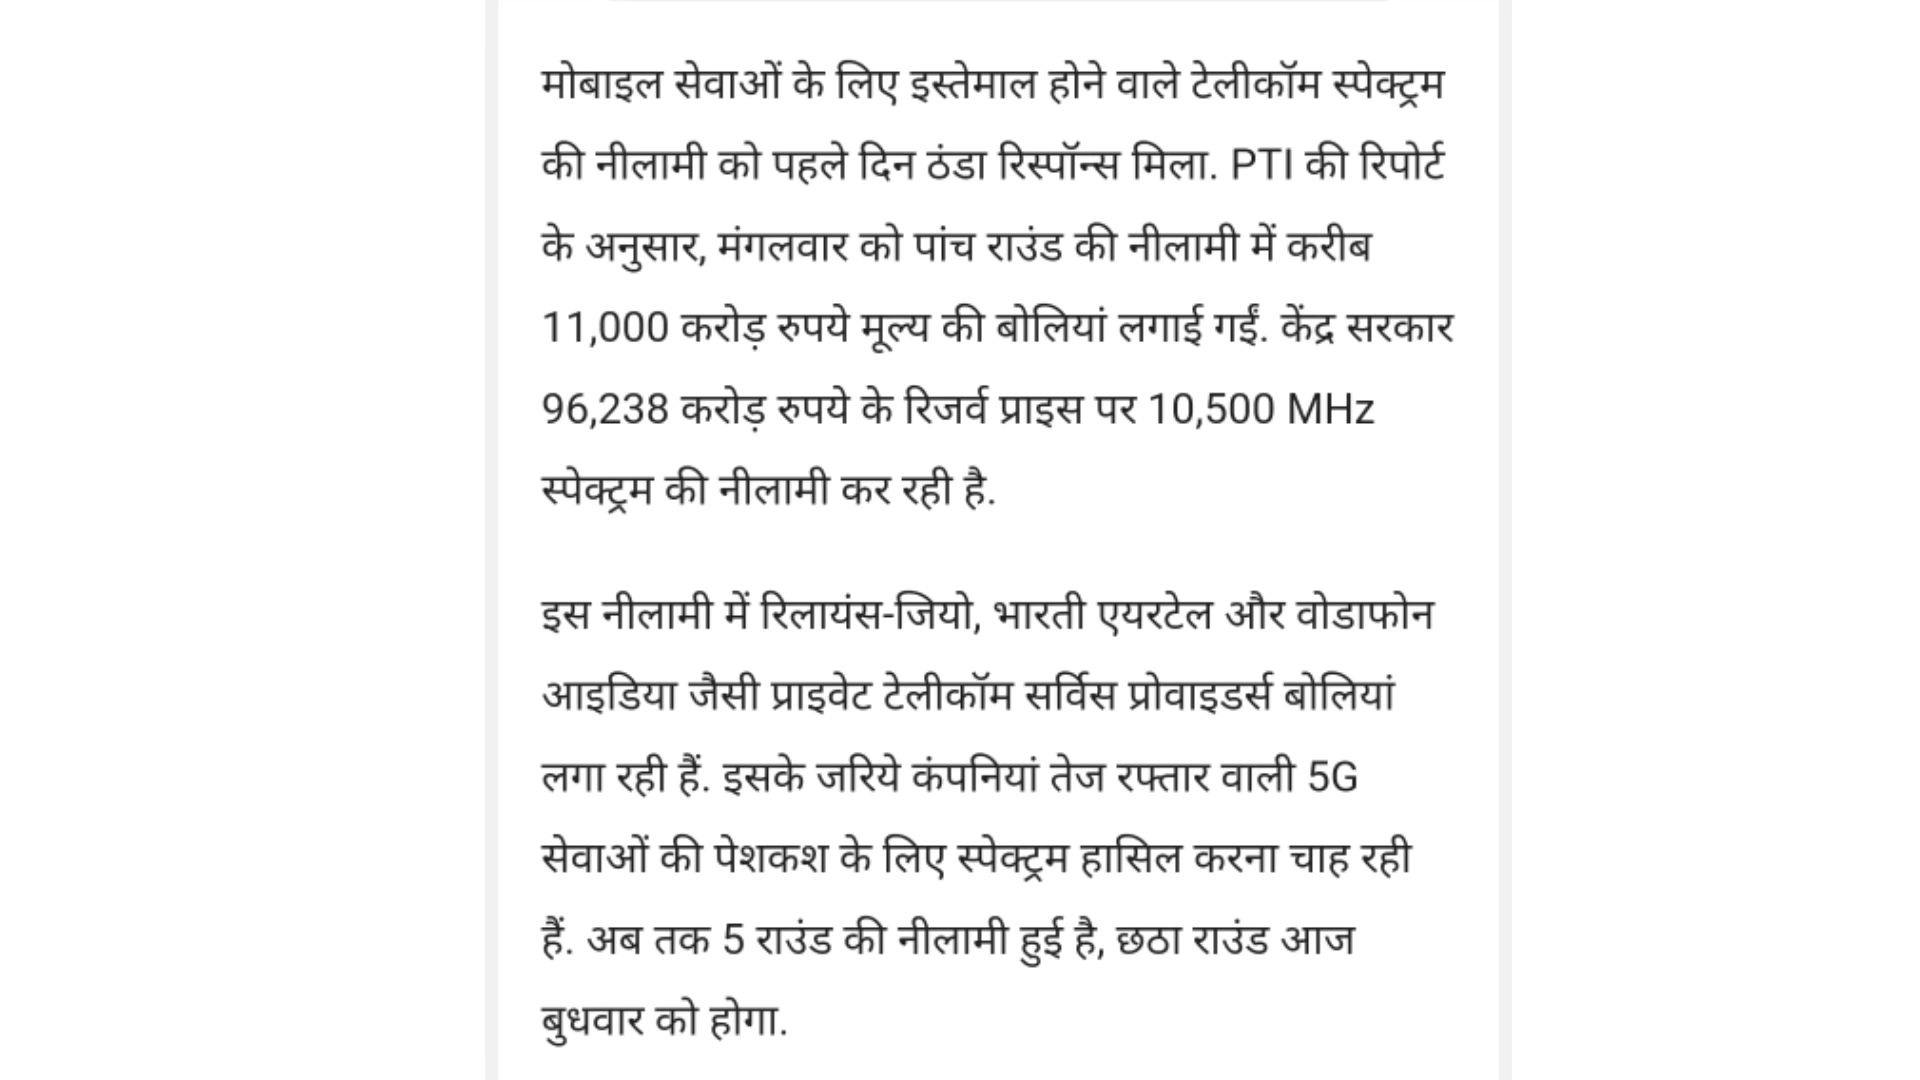 मोबाइल सेवाओं के लिए इस्तेमाल होने वाले टेलीकॉम स्पेक्ट्रम
की नीलामी को पहले दिन ठंडा रिस्पॉन्स मिला. PTI की रिपोर्ट
के अनुसार, मंगलवार को पांच राउंड की नीलामी में करीब
11,000 करोड़ रुपये मूल्य की बोलियां लगाई गईं. केंद्र सरकार
96,238 करोड़ रुपये के रिजर्व प्राइस पर 10,500 MHz
स्पेक्ट्रम की नीलामी कर रही है.
इस नीलामी में रिलायंस-जियो, भारती एयरटेल और वोडाफोन
आइडिया जैसी प्राइवेट टेलीकॉम सर्विस प्रोवाइडर्स बोलियां
लगा रही हैं. इसके जरिये कंपनियां तेज रफ्तार वाली 5G
सेवाओं की पेशकश के लिए स्पेक्ट्रम हासिल करना चाह रही
हैं. अब तक 5 राउंड की नीलामी हुई है, छठा राउंड आज
बुधवार को होगा.